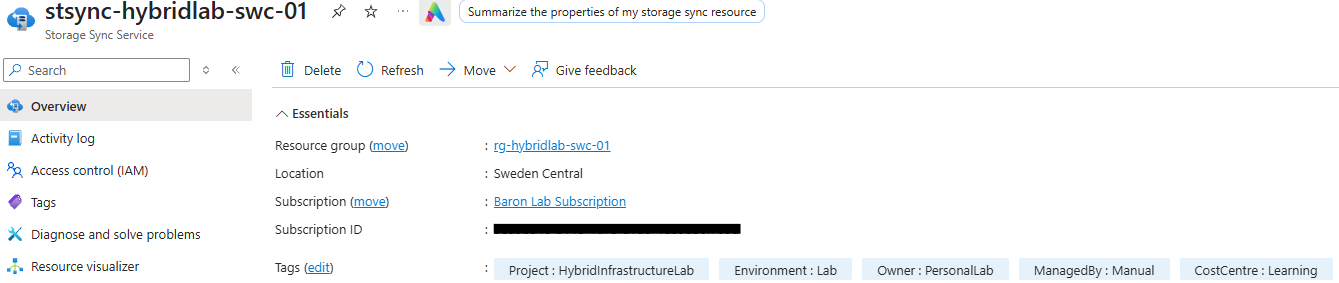 stsync-hybridlab-swc-01
Summarize the properties of my storage sync resource
Storage Sync Service
Search
Delete Refresh Move Give feedback
Overview
Essentials
Activity log
Resource group (move) : rg-hybridlab-swc-01
Access control (IAM)
Location : Sweden Central
Tags
Subscription (move) : Baron Lab Subscription
Diagnose and solve problems
Subscription ID :
Resource visualizer
Tags (edit) : Project : HybridInfrastructureLab Environment : Lab Owner : PersonalLab ManagedBy : Manual CostCentre : Learning